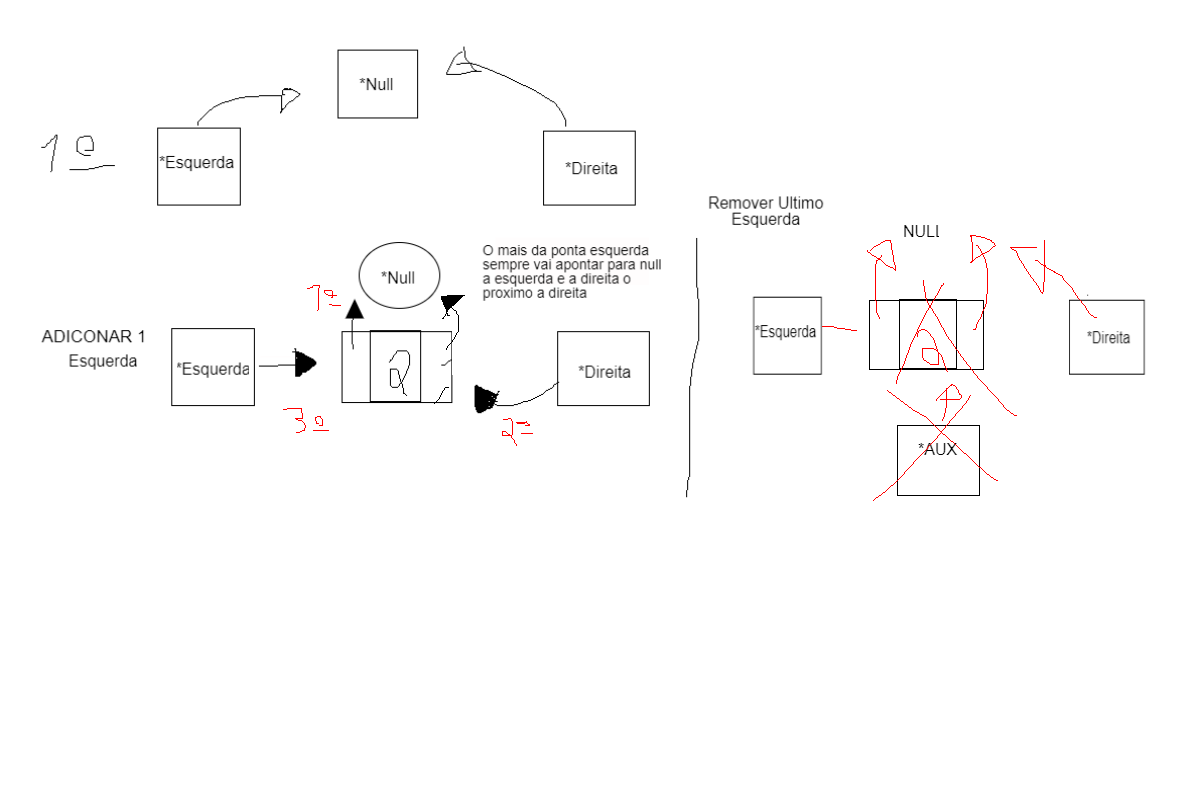 *Null
1º
*Esquerda
*Direita
Remover Ultimo
Esquerda
NULL
*Null
O mais da ponta esquerda
sempre vai apontar para null
a esquerda e a direita o
proximo a direita
1º
ADICONAR 1
Esquerda
*Esquerda
*Direita
3º
2º
*Esquerda
*Direita
*AUX